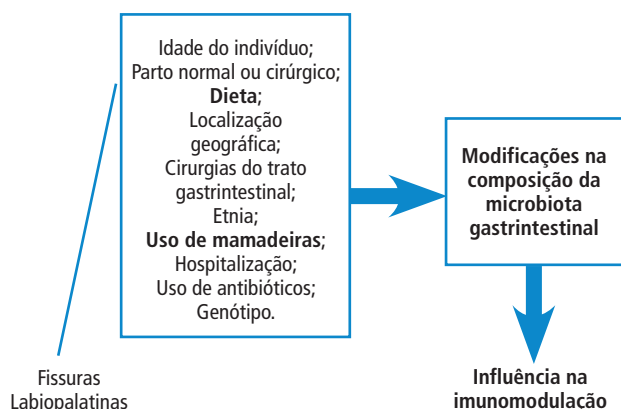 Idade do indivíduo;
Parto normal ou cirúrgico;
Dieta;
Localização
geográfica;
Cirurgias do trato
gastrintestinal;
Etnia;
Uso de mamadeiras;
Hospitalização;
Uso de antibióticos;
Genótipo.
Modificações na
composição da
microbiota
gastrintestinal
Fissuras
Labiopalatinas
Influência na
imunomodulação